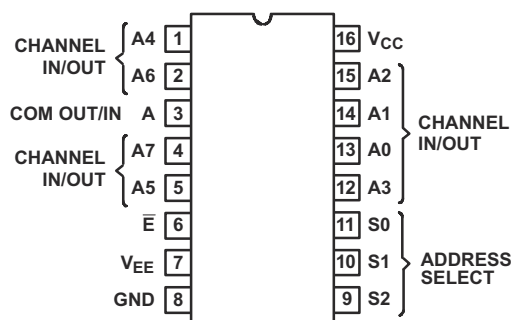 CHANNEL
IN/OUT
A4 1
A6 2
COM OUT/IN A 3
CHANNEL
IN/OUT
A7 4
A5 5
E̅ 6
VEE 7
GND 8
16 VCC
15 A2
14 A1
13 A0
12 A3
CHANNEL
IN/OUT
11 S0
10 S1
9 S2
ADDRESS
SELECT